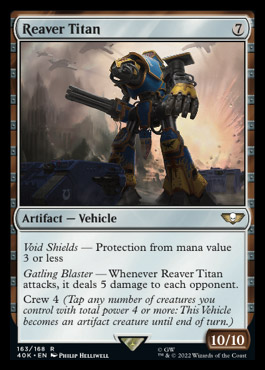 Reaver Titan 7
Artifact — Vehicle
Void Shields — Protection from mana value
3 or less
Gatling Blaster — Whenever Reaver Titan
attacks, it deals 5 damage to each opponent.
Crew 4 (Tap any number of creatures you
control with total power 4 or more: This Vehicle
becomes an artifact creature until end of turn.)
10/10
163/168 R
40K • EN PHILIP HELLIWELL
© GW
™ & © 2022 Wizards of the Coast